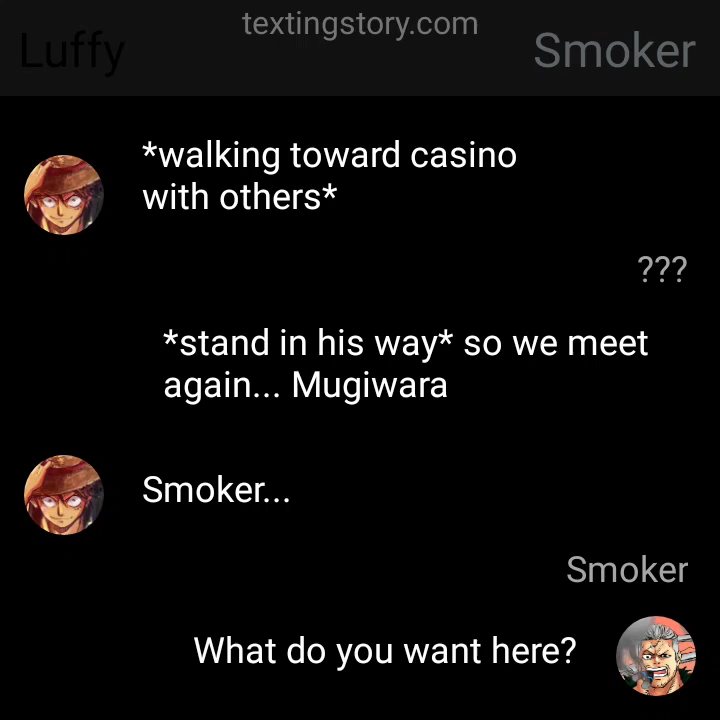 textingstory.com
Luffy
Smoker
*walking toward casino
with others*
???
*stand in his way* so we meet
again... Mugiwara
Smoker...
Smoker
What do you want here?